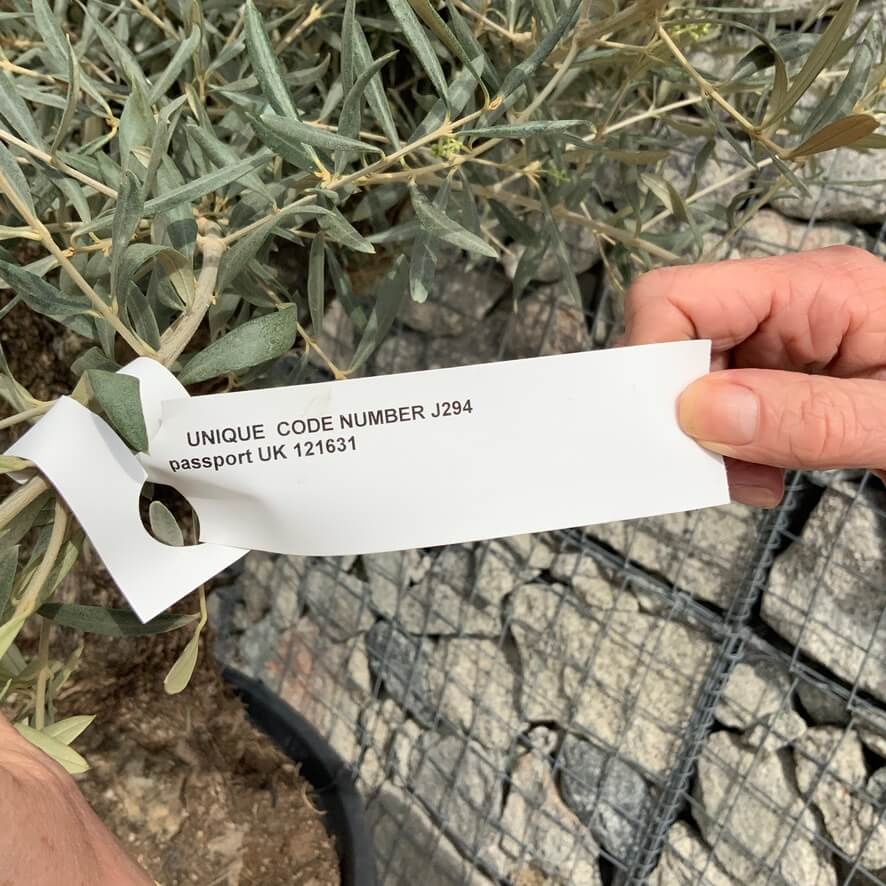 UNIQUE  CODE NUMBER J294
passport UK 121631